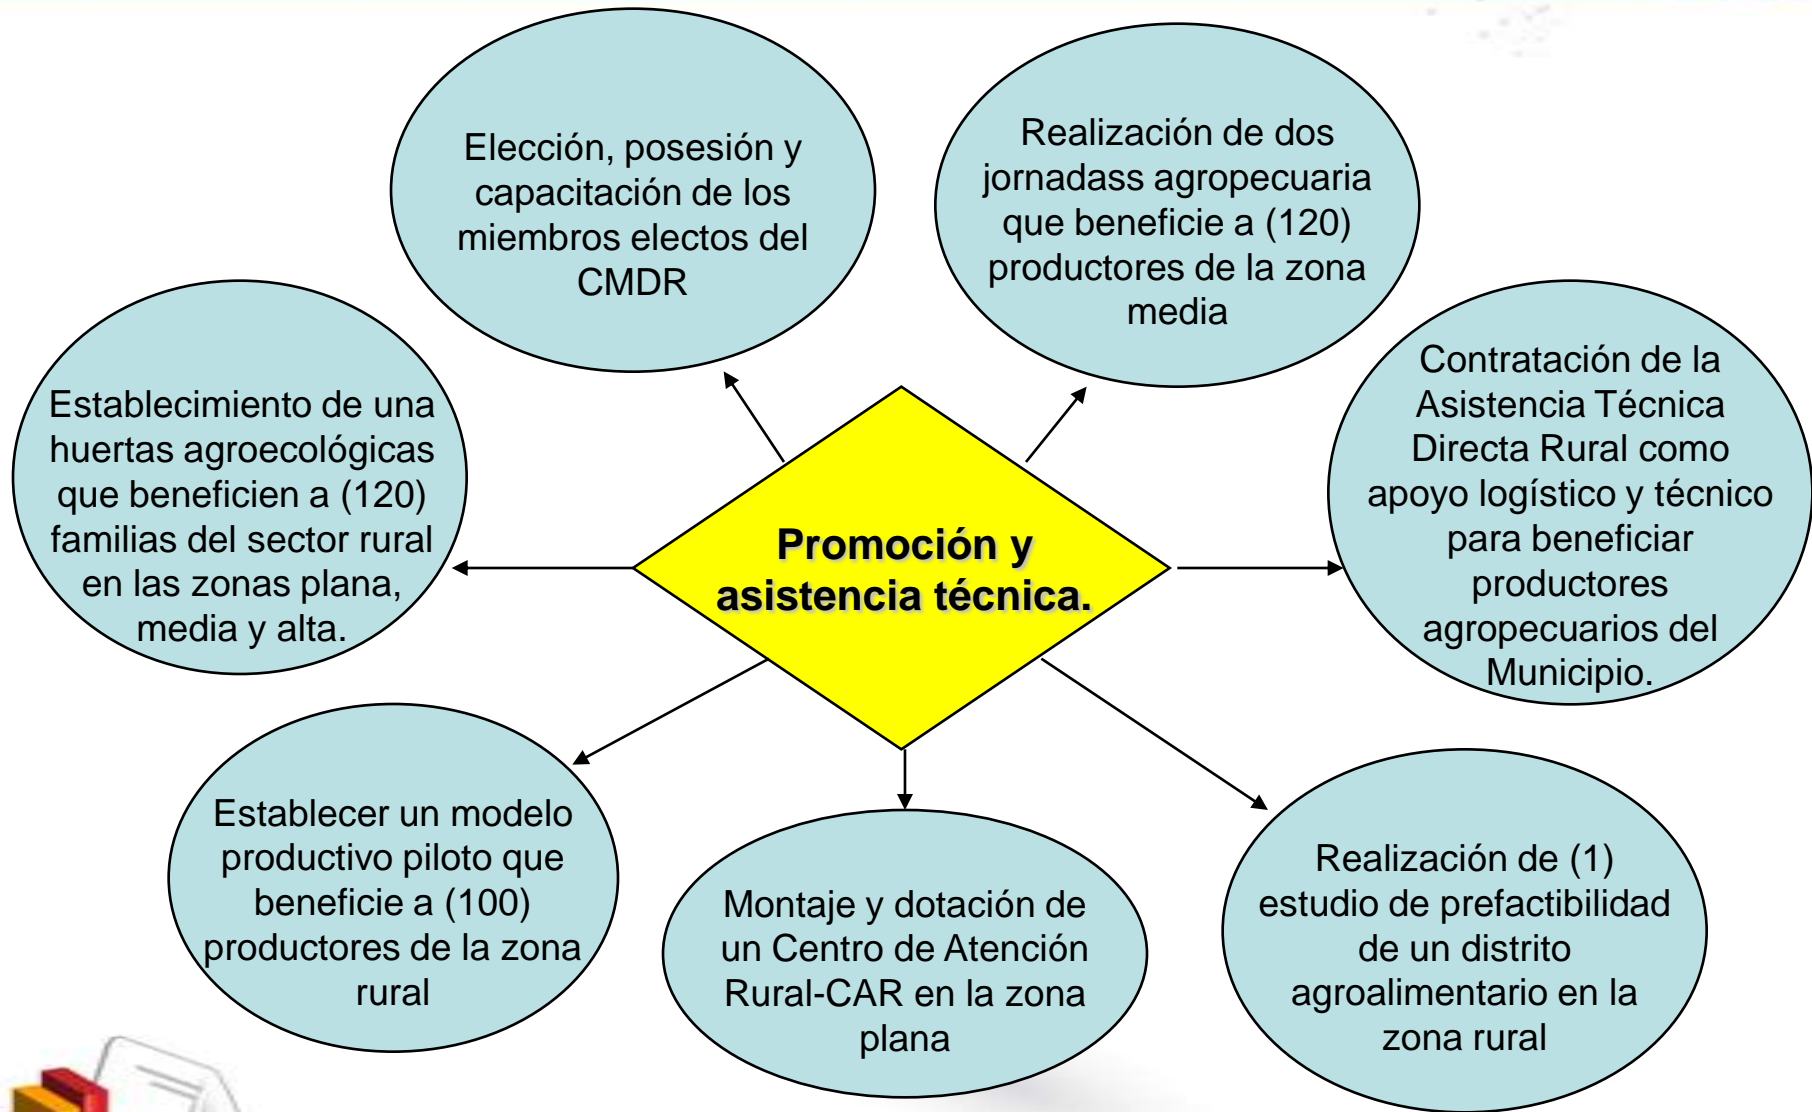 Elección, posesión y
capacitación de los
miembros electos del
CMDR
Realización de dos
jornadass agropecuaria
que beneficie a (120)
productores de la zona
media
Establecimiento de una
huertas agroecológicas
que beneficien a (120)
familias del sector rural
en las zonas plana,
media y alta.
Contratación de la
Asistencia Técnica
Directa Rural como
apoyo logístico y técnico
para beneficiar
productores
agropecuarios del
Municipio.
Promoción y
asistencia técnica.
Establecer un modelo
productivo piloto que
beneficie a (100)
productores de la zona
rural
Montaje y dotación de
un Centro de Atención
Rural-CAR en la zona
plana
Realización de (1)
estudio de prefactibilidad
de un distrito
agroalimentario en la
zona rural